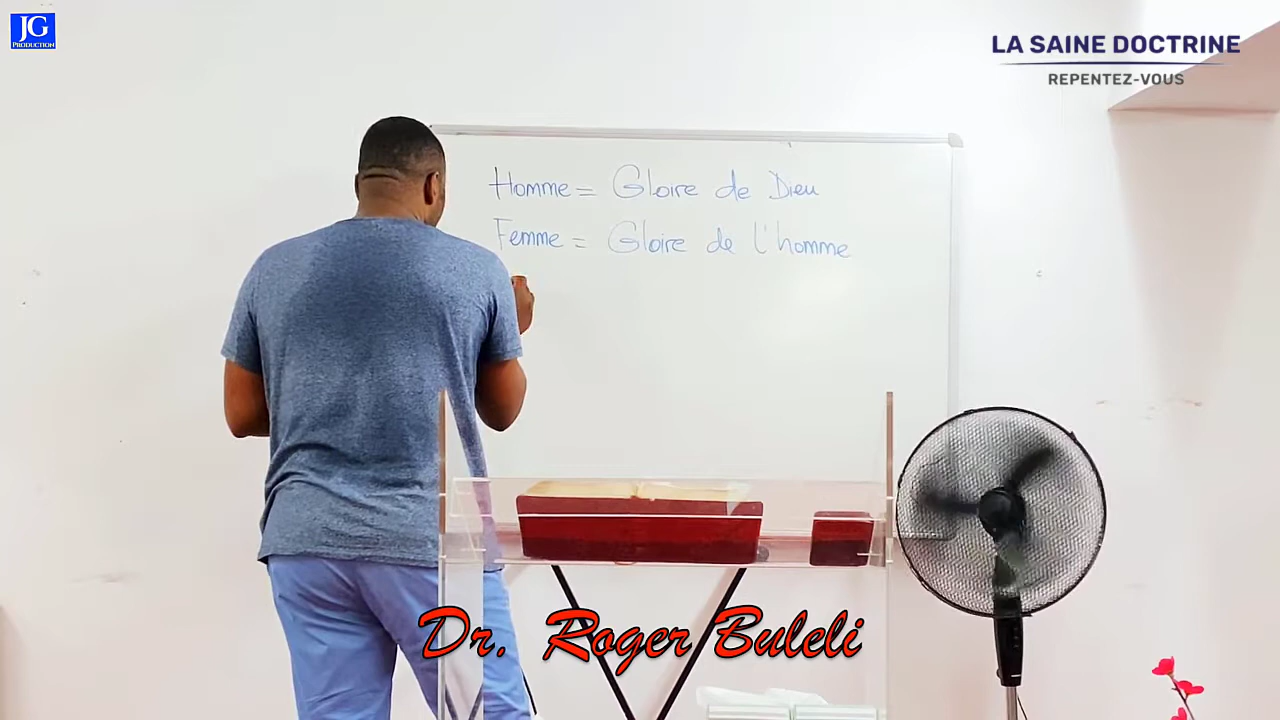 JG
PRODUCTION
LA SAINE DOCTRINE
REPENTEZ-VOUS
Homme = Gloire de Dieu
Femme = Gloire de l'homme
Dr. Roger Buleli